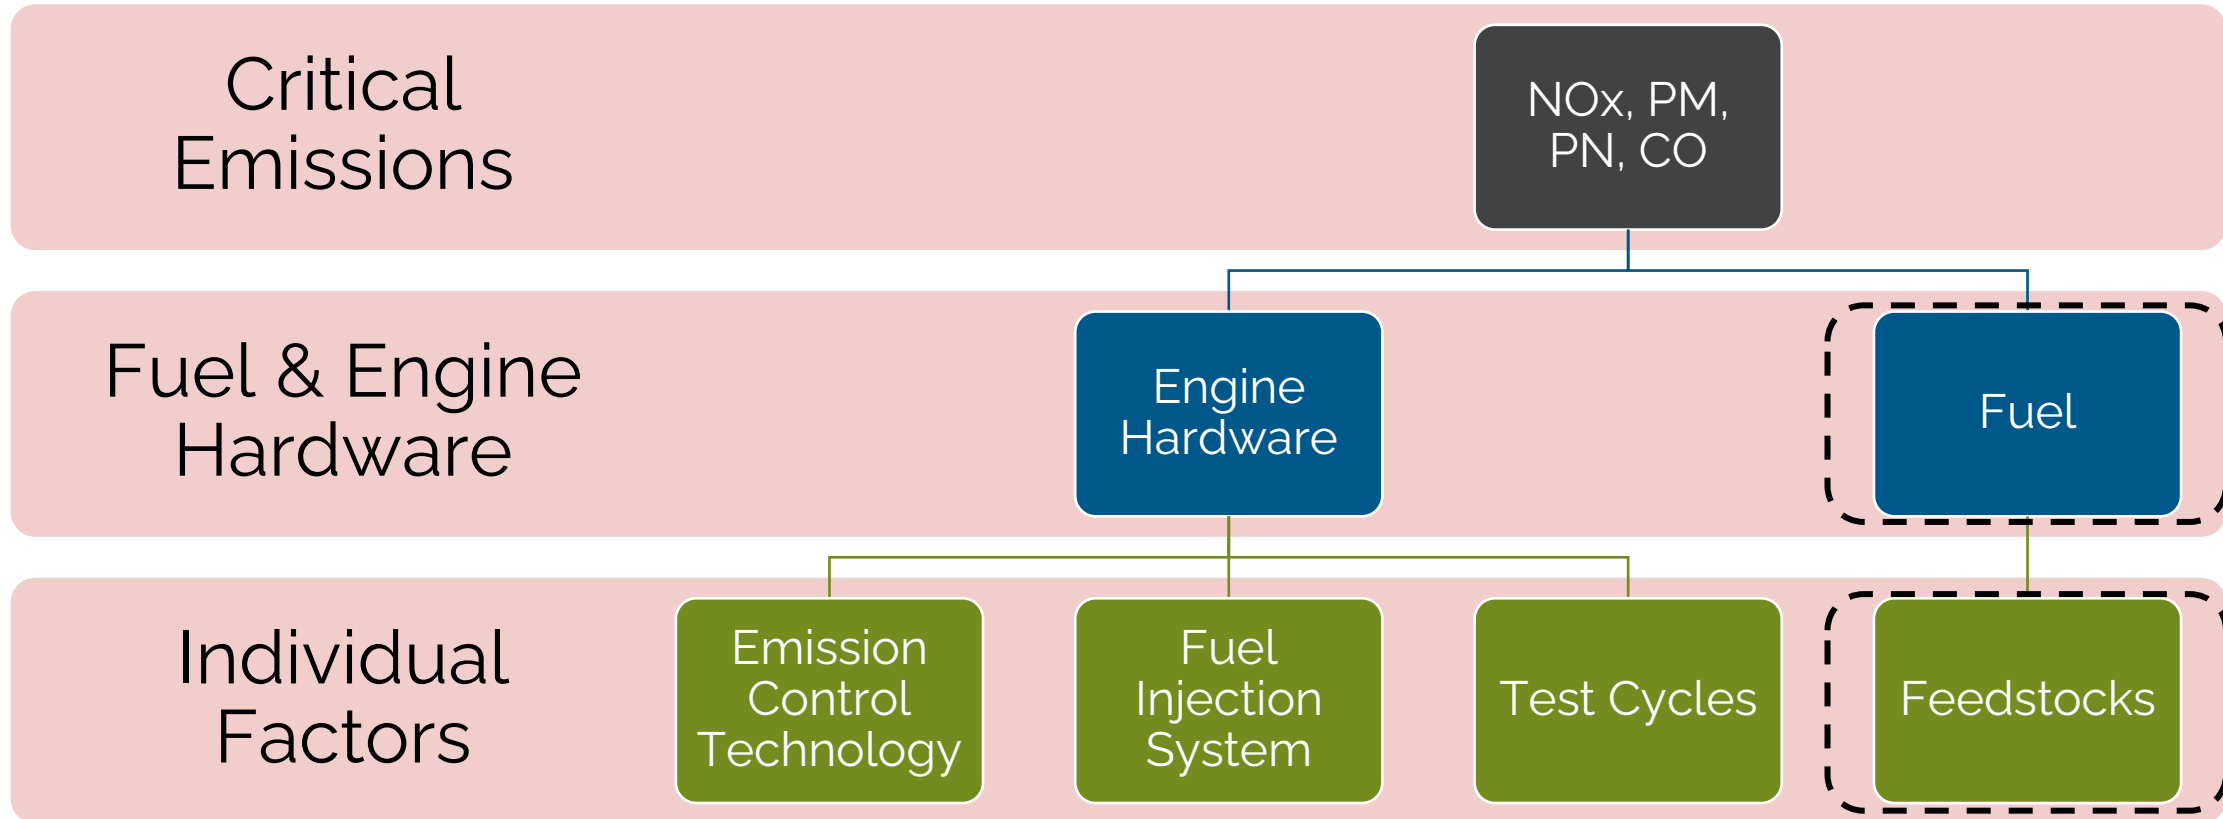 Critical
Emissions
NOx, PM,
PN, CO
Fuel & Engine
Hardware
Engine
Hardware
Fuel
Individual
Factors
Emission
Control
Technology
Fuel
Injection
System
Test Cycles
Feedstocks